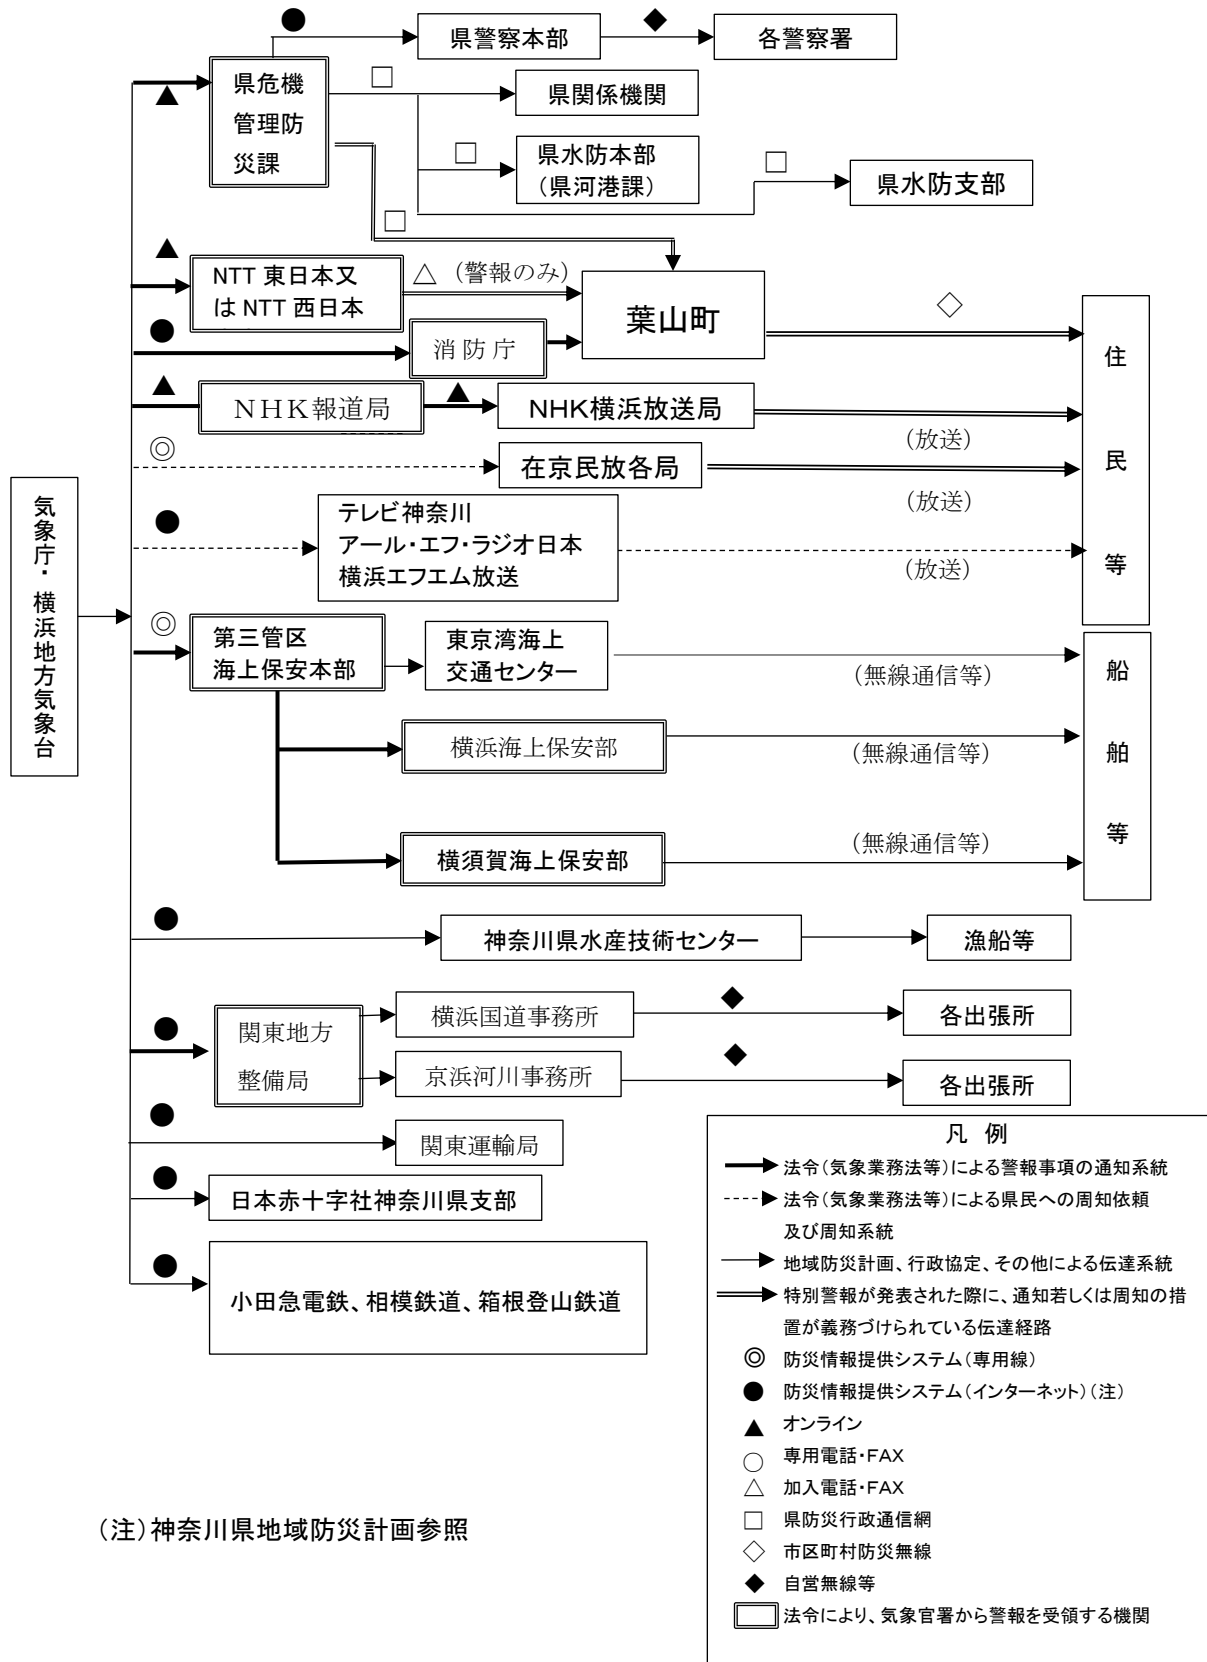 ●
◆
県警察本部
各警察署
県危機
管理防
災課
▲
□
県関係機関
□
県水防本部
(県河港課)
□
県水防支部
□
▲
NTT 東日本又
は NTT 西日本
△ (警報のみ)
葉山町
◇
住民等
●
消防庁
▲
NHK報道局
▲
NHK横浜放送局
(放送)
◎
在京民放各局
(放送)
気象庁・横浜地方気象台
●
テレビ神奈川
アール・エフ・ラジオ日本
横浜エフエム放送
(放送)
◎
第三管区
海上保安本部
東京湾海上
交通センター
(無線通信等)
船舶等
横浜海上保安部
(無線通信等)
横須賀海上保安部
(無線通信等)
●
神奈川県水産技術センター
漁船等
●
関東地方
整備局
横浜国道事務所
◆
各出張所
京浜河川事務所
◆
各出張所
●
関東運輸局
●
日本赤十字社神奈川県支部
●
小田急電鉄、相模鉄道、箱根登山鉄道
凡 例
法令(気象業務法等)による警報事項の通知系統
法令(気象業務法等)による県民への周知依頼
及び周知系統
地域防災計画、行政協定、その他による伝達系統
特別警報が発表された際に、通知若しくは周知の措
置が義務づけられている伝達経路
◎ 防災情報提供システム(専用線)
● 防災情報提供システム(インターネット)(注)
▲ オンライン
○ 専用電話・FAX
△ 加入電話・FAX
□ 県防災行政通信網
◇ 市区町村防災無線
◆ 自営無線等
法令により、気象官署から警報を受領する機関
(注)神奈川県地域防災計画参照